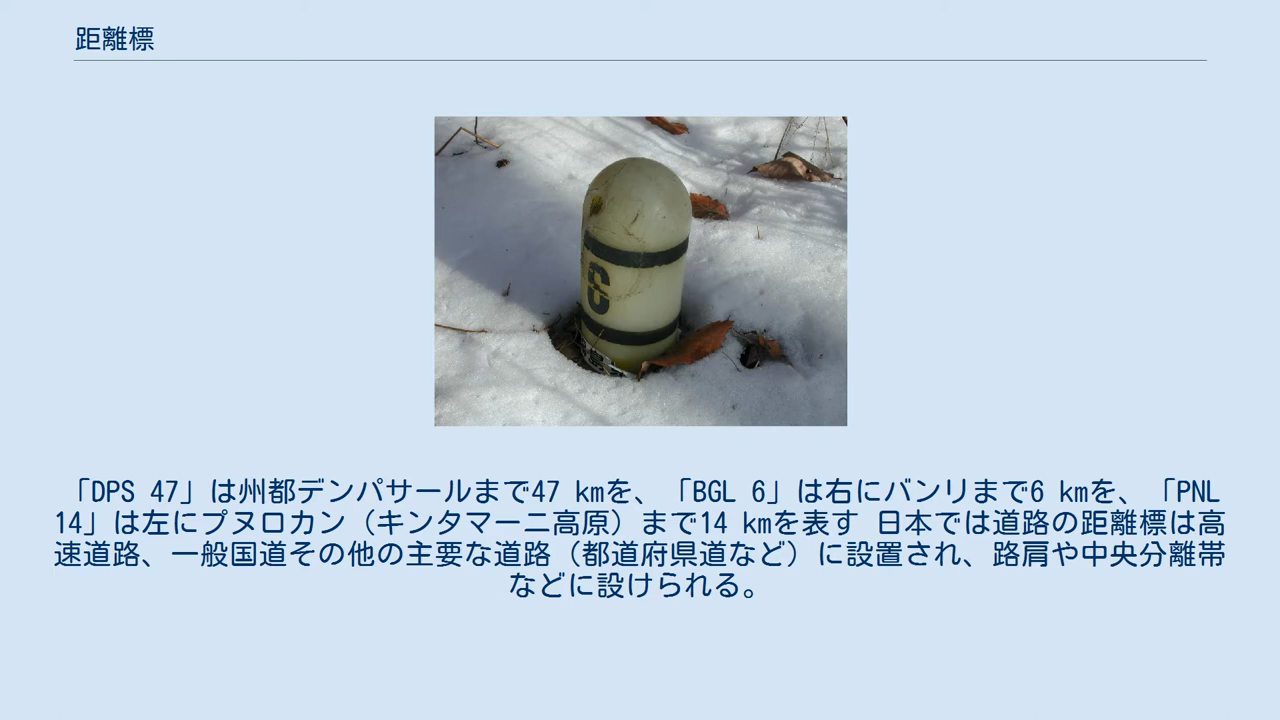 距離標
6
「DPS 47」は州都デンパサールまで47 kmを、「BGL 6」は右にバンリまで6 kmを、「PNL
14」は左にプヌロカン（キンタマーニ高原）まで14 kmを表す 日本では道路の距離標は高
速道路、一般国道その他の主要な道路（都道府県道など）に設置され、路肩や中央分離帯
などに設けられる。